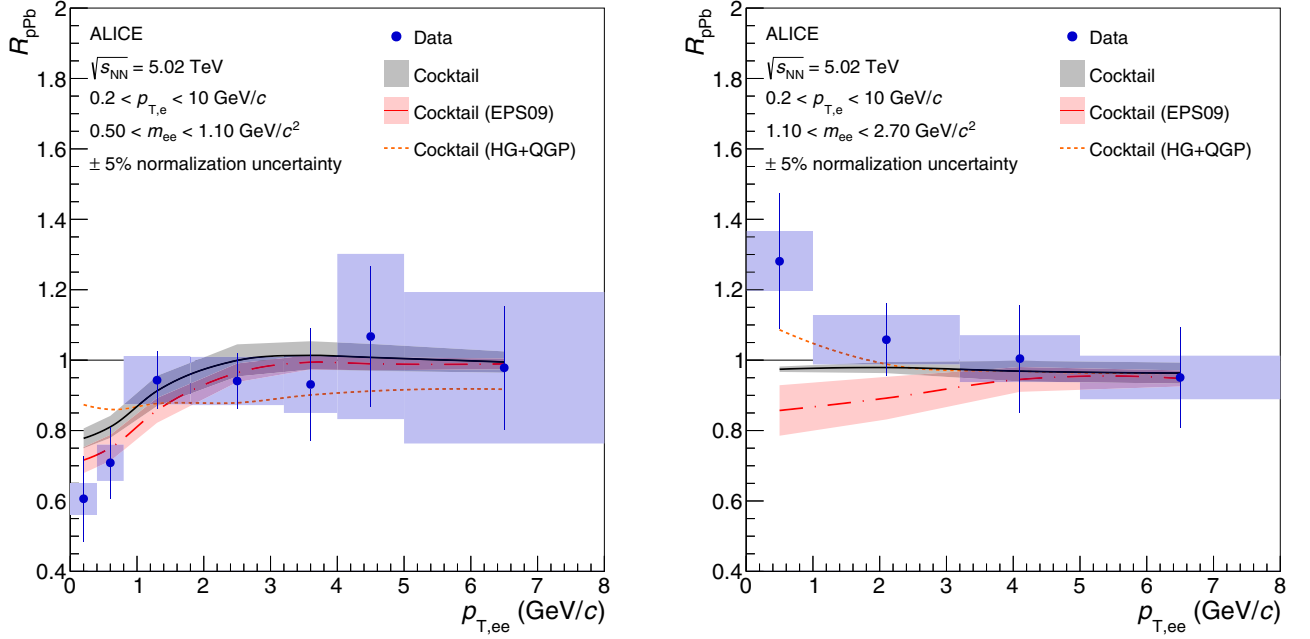 R_pPb
2
1.8
1.6
1.4
1.2
1
0.8
0.6
0.4
0 1 2 3 4 5 6 7 8
p_T,ee (GeV/c)
ALICE
√s_NN = 5.02 TeV
0.2 < p_T,e < 10 GeV/c
0.50 < m_ee < 1.10 GeV/c²
± 5% normalization uncertainty
Data
Cocktail
Cocktail (EPS09)
Cocktail (HG+QGP)
R_pPb
2
1.8
1.6
1.4
1.2
1
0.8
0.6
0.4
0 1 2 3 4 5 6 7 8
p_T,ee (GeV/c)
ALICE
√s_NN = 5.02 TeV
0.2 < p_T,e < 10 GeV/c
1.10 < m_ee < 2.70 GeV/c²
± 5% normalization uncertainty
Data
Cocktail
Cocktail (EPS09)
Cocktail (HG+QGP)